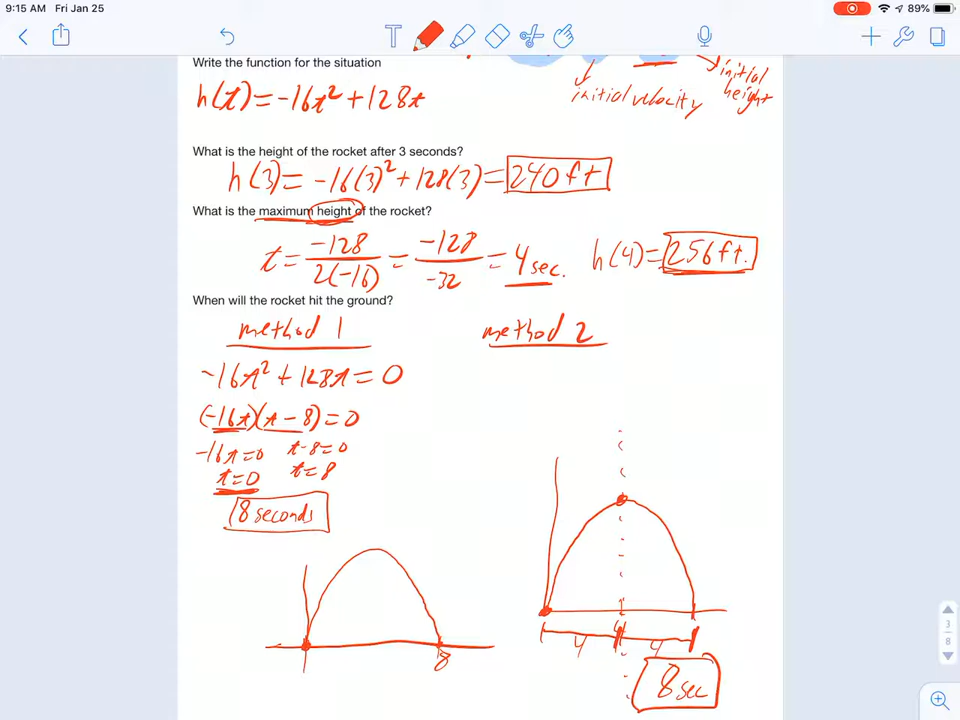 9:15 AM Fri Jan 25
89%
Write the function for the situation
h(t) = -16t² + 128t
initial velocity
initial height
What is the height of the rocket after 3 seconds?
h(3) = -16(3)² + 128(3) = 240 ft
What is the maximum height of the rocket?
t = -128 / 2(-16) = -128 / -32 = 4 sec. h(4) = 256 ft.
When will the rocket hit the ground?
method 1
method 2
-16t² + 128t = 0
(-16t)(t - 8) = 0
-16t = 0 t - 8 = 0
t = 0 t = 8
8 seconds
8
4
4 4
8 sec
3
8
T